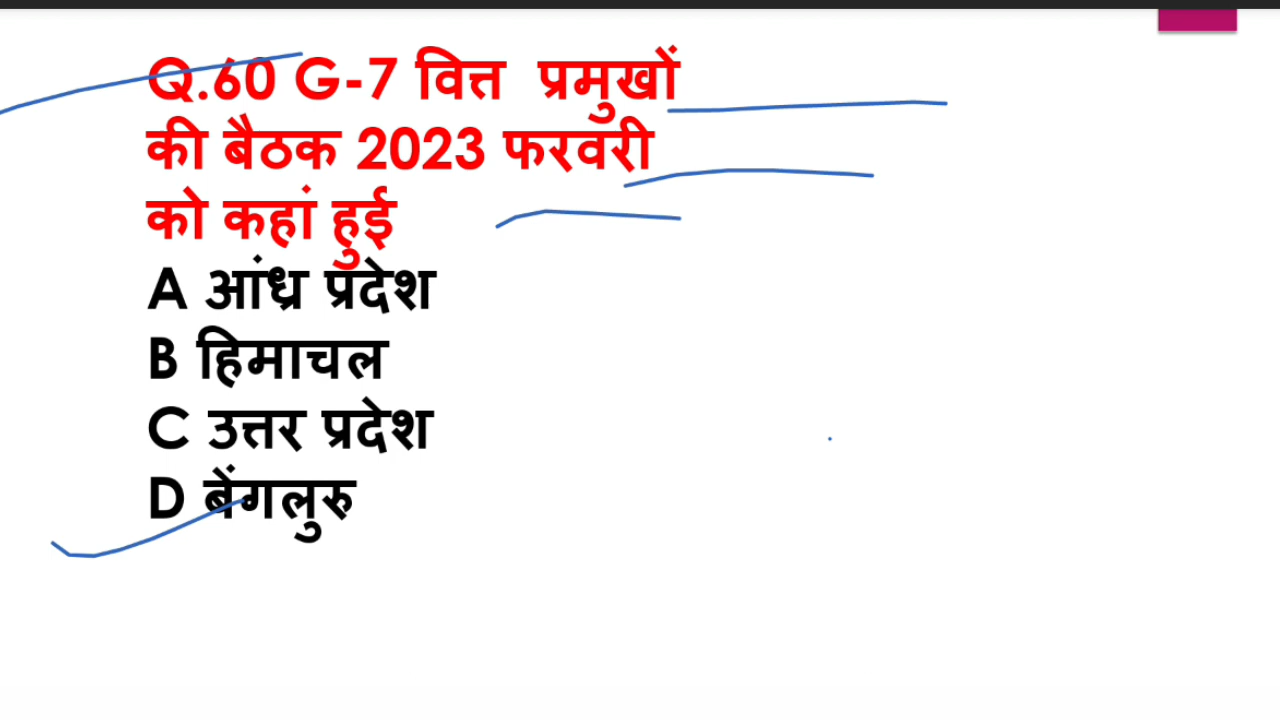 Q.60 G-7 वित्त प्रमुखों
की बैठक 2023 फरवरी
को कहां हुई
A आंध्र प्रदेश
B हिमाचल
C उत्तर प्रदेश
D बेंगलुरु